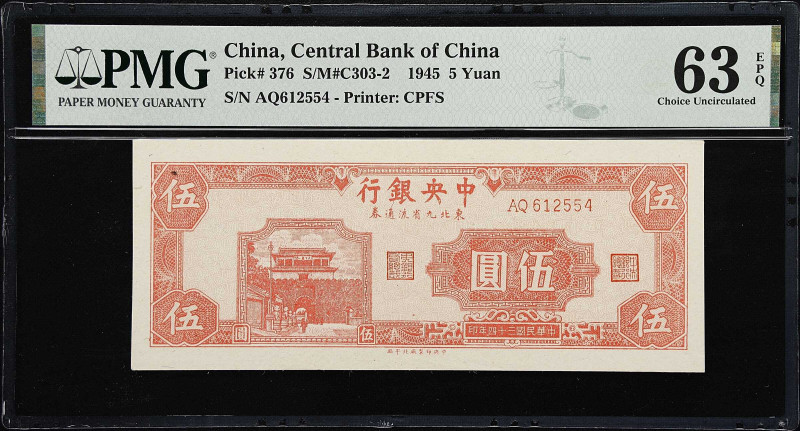 PMG
PAPER MONEY GUARANTY
China, Central Bank of China
Pick# 376 S/M#C303-2 1945 5 Yuan
S/N AQ612554 - Printer: CPFS
63
EPQ
Choice Uncirculated
行銀央中
券通流省九北東
AQ 612554
伍
伍
圓伍
伍
伍
圓
伍
印年四十三國民華中